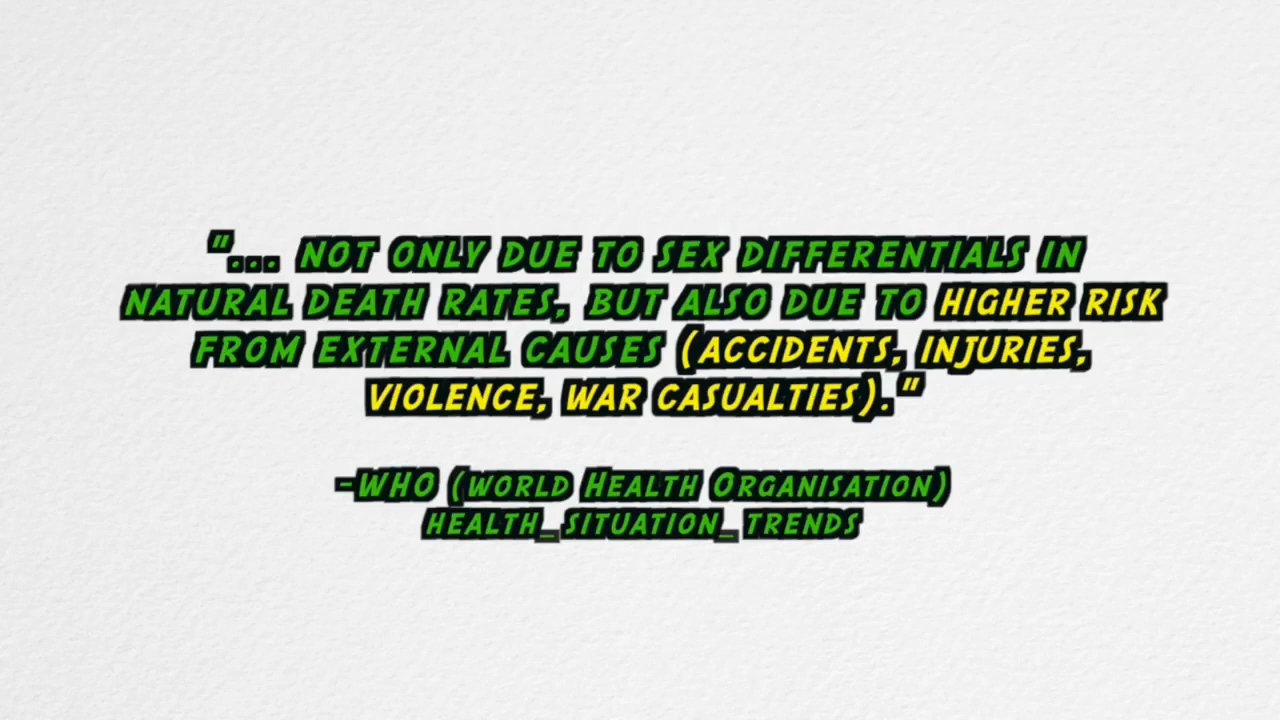 "... NOT ONLY DUE TO SEX DIFFERENTIALS IN
NATURAL DEATH RATES, BUT ALSO DUE TO HIGHER RISK
FROM EXTERNAL CAUSES (ACCIDENTS, INJURIES,
VIOLENCE, WAR CASUALTIES)."
-WHO (WORLD HEALTH ORGANISATION)
HEALTH_SITUATION_TRENDS